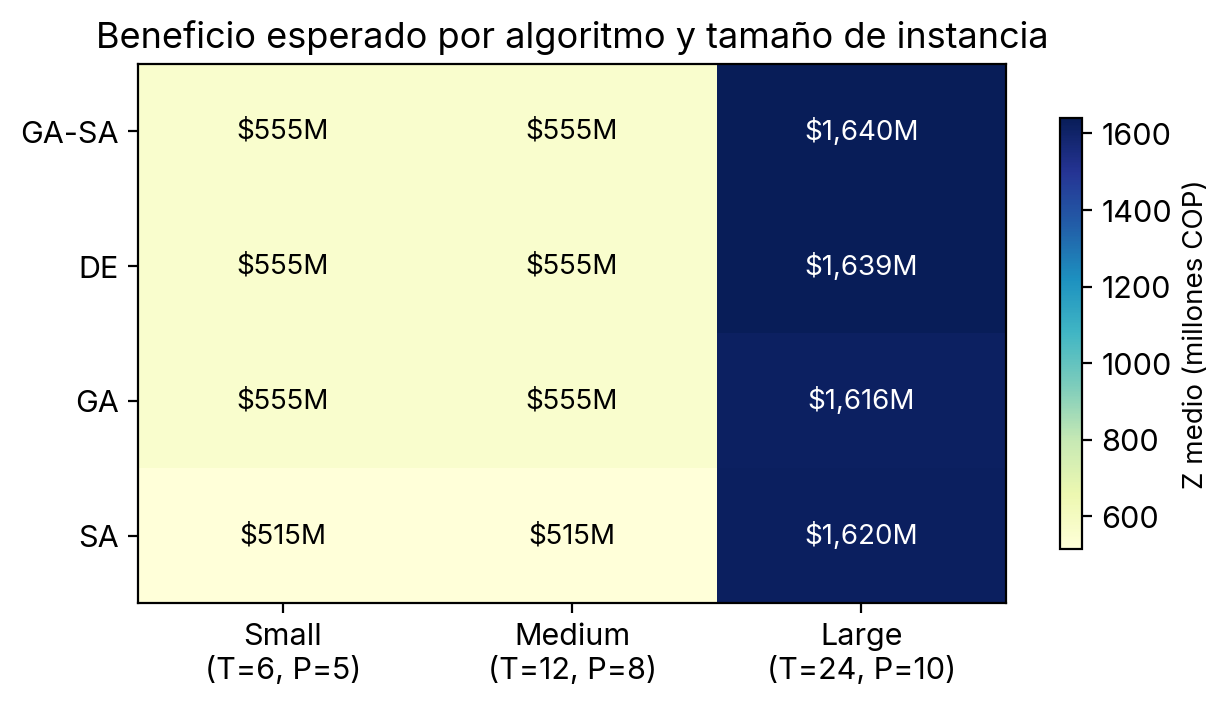 Beneficio esperado por algoritmo y tamaño de instancia
GA-SA
$555M
$555M
$1,640M
DE
$555M
$555M
$1,639M
GA
$555M
$555M
$1,616M
SA
$515M
$515M
$1,620M
Small
(T=6, P=5)
Medium
(T=12, P=8)
Large
(T=24, P=10)
1600
1400
1200
1000
800
600
Z medio (millones COP)